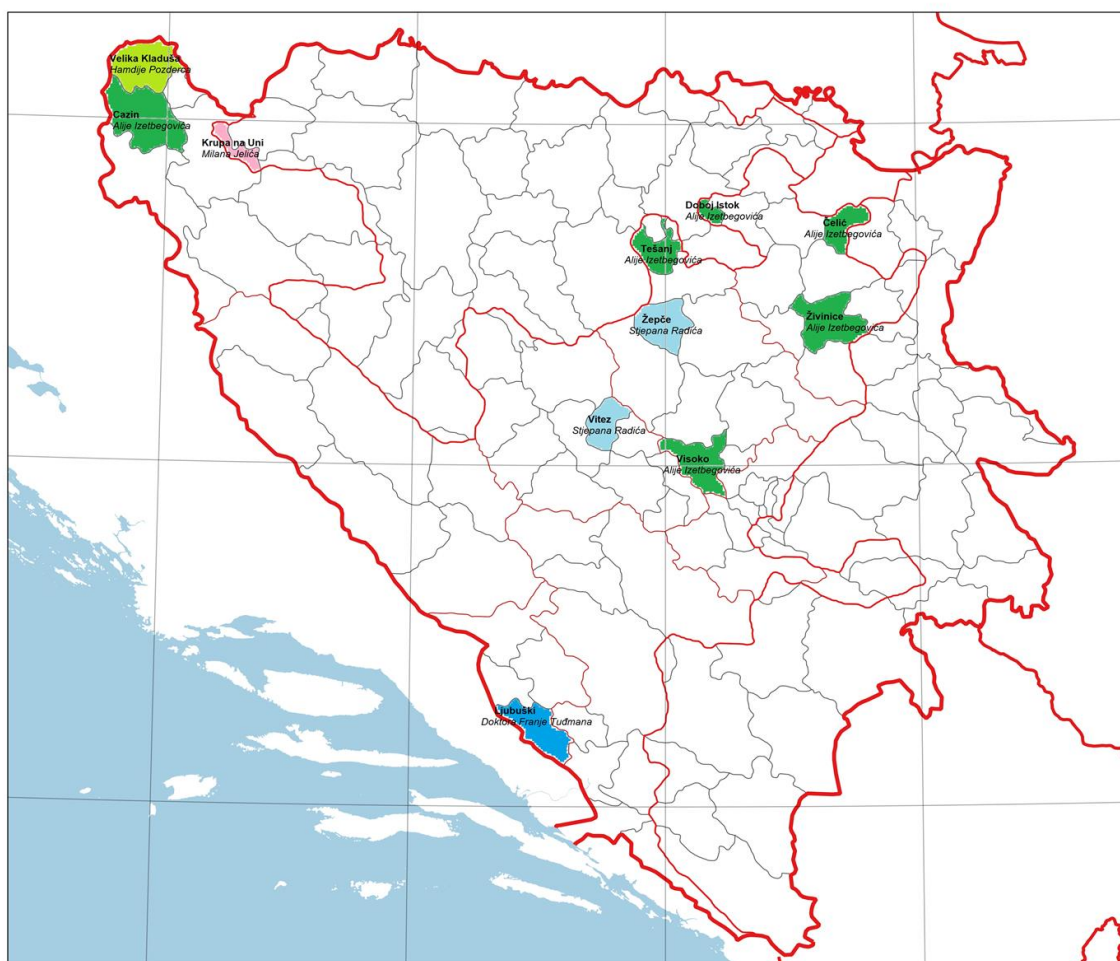 Velika Kladuša
Hamdije Pozderca
Cazin
Alije Izetbegovića
Krupa na Uni
Milana Jelića
Doboj Istok
Alije Izetbegovića
Čelić
Alije Izetbegovića
Tešanj
Alije Izetbegovića
Žepče
Stjepana Radića
Živinice
Alije Izetbegovića
Vitez
Stjepana Radića
Visoko
Alije Izetbegovića
Ljubuški
Doktora Franje Tuđmana